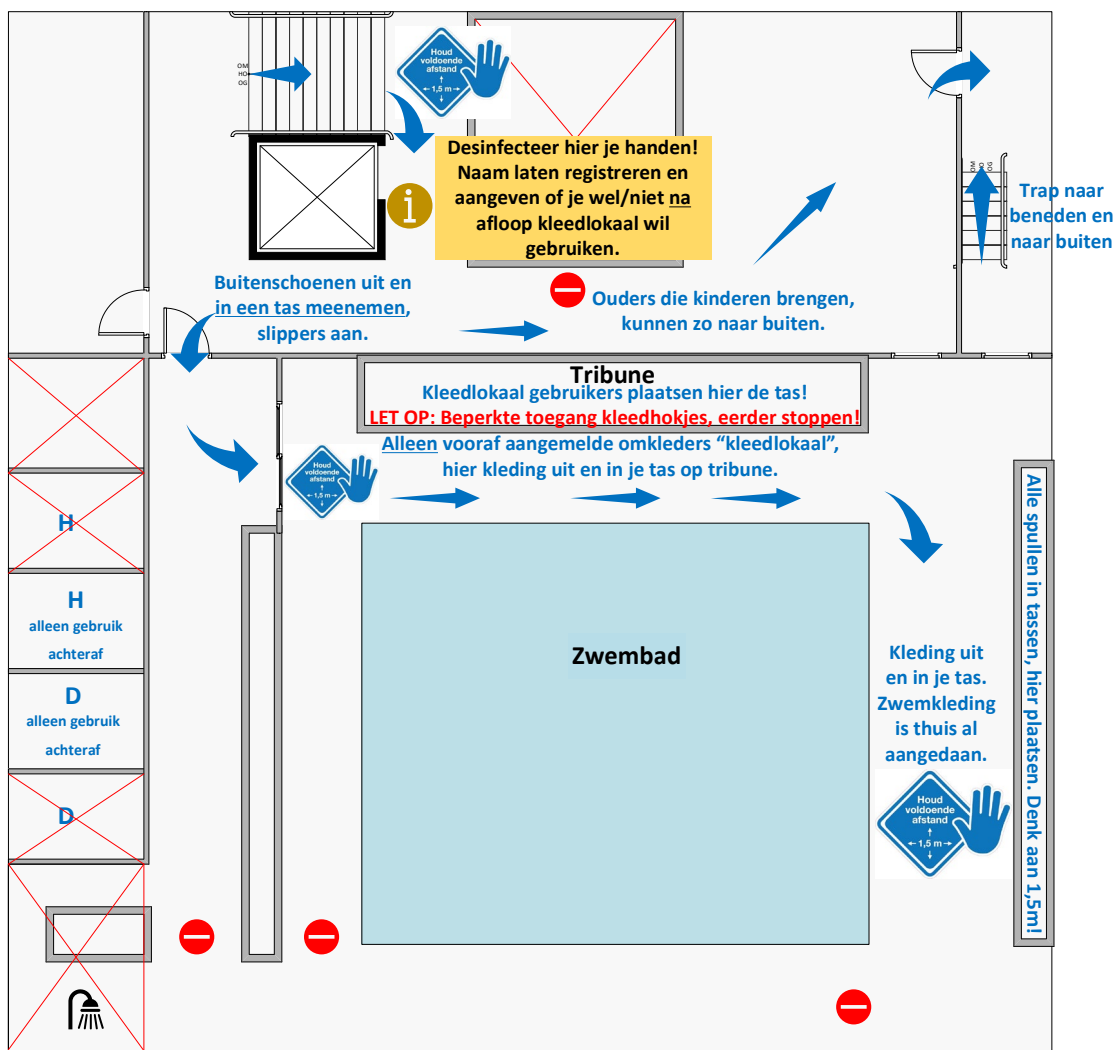 OM
HO
OG
Houd
voldoende
afstand
1,5 m
Desinfecteer hier je handen!
Naam laten registreren en
aangeven of je wel/niet na
afloop kleedlokaal wil
gebruiken.
i
OM
HO
OG
Trap naar
beneden en
naar buiten
Buitenschoenen uit en
in een tas meenemen,
slippers aan.
Ouders die kinderen brengen,
kunnen zo naar buiten.
Tribune
Kleedlokaal gebruikers plaatsen hier de tas!
LET OP: Beperkte toegang kleedhokjes, eerder stoppen!
Alleen vooraf aangemelde omkleders “kleedlokaal”,
hier kleding uit en in je tas op tribune.
Houd
voldoende
afstand
1,5 m
H
H
alleen gebruik
achteraf
D
alleen gebruik
achteraf
D
Zwembad
Kleding uit
en in je tas.
Zwemkleding
is thuis al
aangedaan.
Houd
voldoende
afstand
1,5 m
Alle spullen in tassen, hier plaatsen. Denk aan 1,5m!